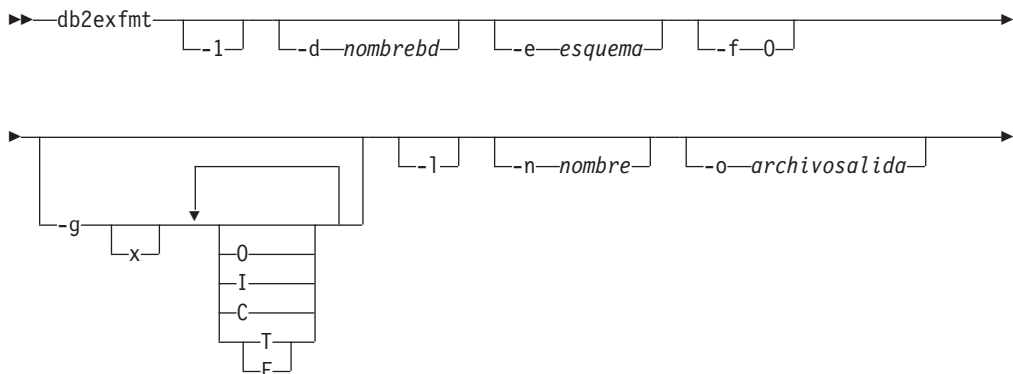 db2exfmt
-1 -d nombrebd -e esquema -f O
-g x O I C T F -l -n nombre -o archivosalida